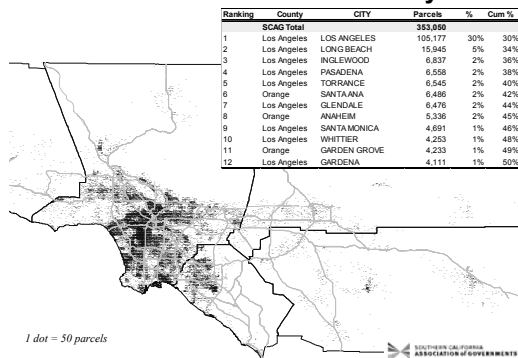 Ranking County CITY Parcels % Cum %
SCAG Total 353,050
1 Los Angeles LOS ANGELES 105,177 30% 30%
2 Los Angeles LONG BEACH 15,945 5% 34%
3 Los Angeles INGLEWOOD 6,837 2% 36%
4 Los Angeles PASADENA 6,558 2% 38%
5 Los Angeles TORRANCE 6,545 2% 40%
6 Orange SANTA ANA 6,486 2% 42%
7 Los Angeles GLENDALE 6,476 2% 44%
8 Orange ANAHEIM 5,336 2% 45%
9 Los Angeles SANTA MONICA 4,691 1% 46%
10 Los Angeles WHITTIER 4,253 1% 48%
11 Orange GARDEN GROVE 4,233 1% 49%
12 Los Angeles GARDENA 4,111 1% 50%
1 dot = 50 parcels
SOUTHERN CALIFORNIA
ASSOCIATION of GOVERNMENTS